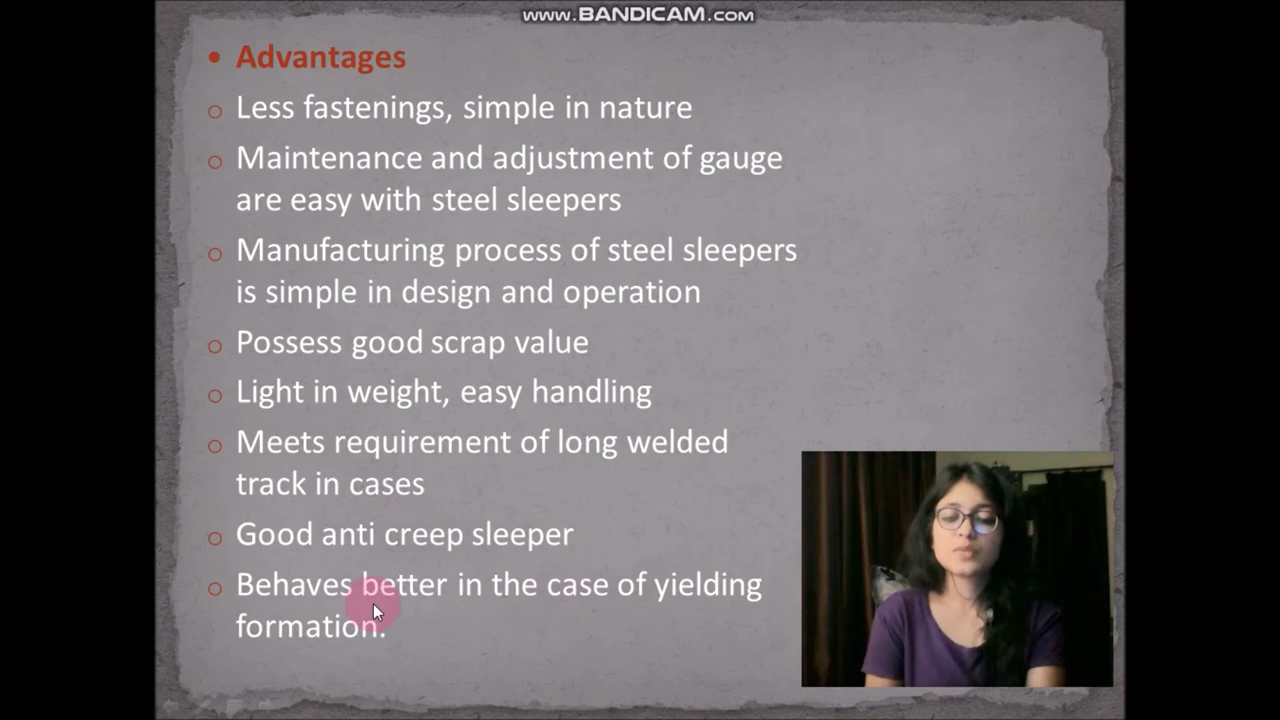 www.BANDICAM.com
• Advantages
o Less fastenings, simple in nature
o Maintenance and adjustment of gauge
are easy with steel sleepers
o Manufacturing process of steel sleepers
is simple in design and operation
o Possess good scrap value
o Light in weight, easy handling
o Meets requirement of long welded
track in cases
o Good anti creep sleeper
o Behaves better in the case of yielding
formation.